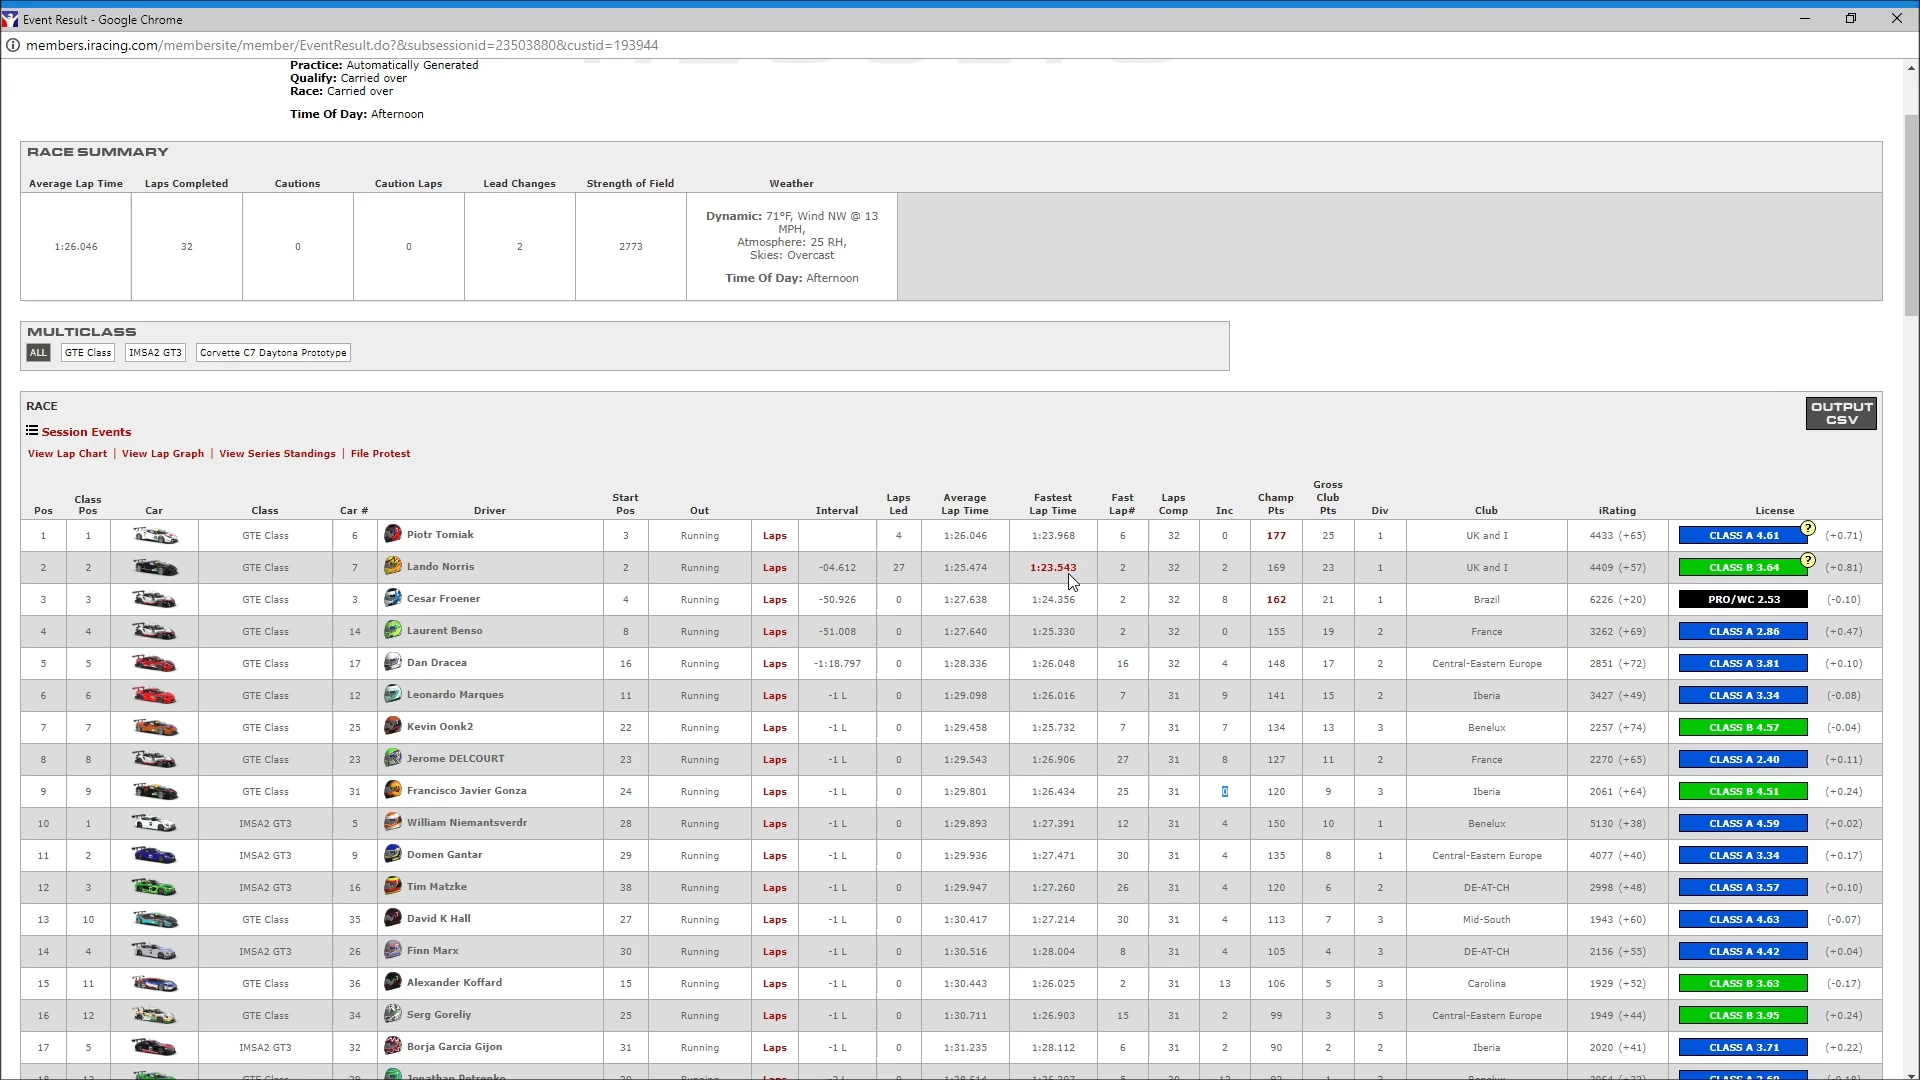 Event Result - Google Chrome
members.iracing.com/membersite/member/EventResult.do?&subsessionid=23503880&custid=193944
Practice: Automatically Generated
Qualify: Carried over
Race: Carried over
Time Of Day: Afternoon
RACE SUMMARY
Average Lap Time Laps Completed Cautions Caution Laps Lead Changes Strength of Field Weather
1:26.046 32 0 0 2 2773 Dynamic: 71°F, Wind NW @ 13
MPH,
Atmosphere: 25 RH,
Skies: Overcast
Time Of Day: Afternoon
MULTICLASS
ALL GTE Class IMSA2 GT3 Corvette C7 Daytona Prototype
RACE
OUTPUT
CSV
Session Events
View Lap Chart | View Lap Graph | View Series Standings | File Protest
Pos Class Pos Car Class Car # Driver Start Pos Out Interval Laps Led Average Lap Time Fastest Lap Time Fast Lap# Laps Comp Inc Champ Pts Gross Club Pts Div Club iRating License
1 1 GTE Class 6 Piotr Tomiak 3 Running Laps 4 1:26.046 1:23.968 6 32 0 177 25 1 UK and I 4433 (+65) CLASS A 4.61 ? (+0.71)
2 2 GTE Class 7 Lando Norris 2 Running Laps -04.612 27 1:25.474 1:23.543 2 32 2 169 23 1 UK and I 4409 (+57) CLASS B 3.64 ? (+0.81)
3 3 GTE Class 3 Cesar Froener 4 Running Laps -50.926 0 1:27.638 1:24.356 2 32 8 162 21 1 Brazil 6226 (+20) PRO/WC 2.53 (-0.10)
4 4 GTE Class 14 Laurent Benso 8 Running Laps -51.008 0 1:27.640 1:25.330 2 32 0 155 19 2 France 3262 (+69) CLASS A 2.86 (+0.47)
5 5 GTE Class 17 Dan Dracea 16 Running Laps -1:18.797 0 1:28.336 1:26.048 16 32 4 148 17 2 Central-Eastern Europe 2851 (+72) CLASS A 3.81 (+0.10)
6 6 GTE Class 12 Leonardo Marques 11 Running Laps -1 L 0 1:29.098 1:26.016 7 31 9 141 15 2 Iberia 3427 (+49) CLASS A 3.34 (-0.08)
7 7 GTE Class 25 Kevin Oonk2 22 Running Laps -1 L 0 1:29.458 1:25.732 7 31 7 134 13 3 Benelux 2257 (+74) CLASS B 4.57 (-0.04)
8 8 GTE Class 23 Jerome DELCOURT 23 Running Laps -1 L 0 1:29.543 1:26.906 27 31 8 127 11 2 France 2270 (+65) CLASS A 2.40 (+0.11)
9 9 GTE Class 31 Francisco Javier Gonza 24 Running Laps -1 L 0 1:29.801 1:26.434 25 31 0 120 9 3 Iberia 2061 (+64) CLASS B 4.51 (+0.24)
10 1 IMSA2 GT3 5 William Niemantsverdr 28 Running Laps -1 L 0 1:29.893 1:27.391 12 31 4 150 10 1 Benelux 5130 (+38) CLASS A 4.59 (+0.02)
11 2 IMSA2 GT3 9 Domen Gantar 29 Running Laps -1 L 0 1:29.936 1:27.471 30 31 4 135 8 1 Central-Eastern Europe 4077 (+40) CLASS A 3.34 (+0.17)
12 3 IMSA2 GT3 16 Tim Matzke 38 Running Laps -1 L 0 1:29.947 1:27.260 26 31 4 120 6 2 DE-AT-CH 2998 (+48) CLASS A 3.57 (+0.10)
13 10 GTE Class 35 David K Hall 27 Running Laps -1 L 0 1:30.417 1:27.214 30 31 4 113 7 3 Mid-South 1943 (+60) CLASS A 4.63 (-0.07)
14 4 IMSA2 GT3 26 Finn Marx 30 Running Laps -1 L 0 1:30.516 1:28.004 8 31 4 105 4 3 DE-AT-CH 2156 (+55) CLASS A 4.42 (+0.04)
15 11 GTE Class 36 Alexander Koffard 15 Running Laps -1 L 0 1:30.443 1:26.025 2 31 13 106 5 3 Carolina 1929 (+52) CLASS B 3.63 (-0.17)
16 12 GTE Class 34 Serg Goreliy 25 Running Laps -1 L 0 1:30.711 1:26.903 15 31 2 99 3 5 Central-Eastern Europe 1949 (+44) CLASS B 3.95 (+0.24)
17 5 IMSA2 GT3 32 Borja Garcia Gijon 31 Running Laps -1 L 0 1:31.235 1:28.112 6 31 2 90 2 2 Iberia 2020 (+41) CLASS A 3.71 (+0.22)